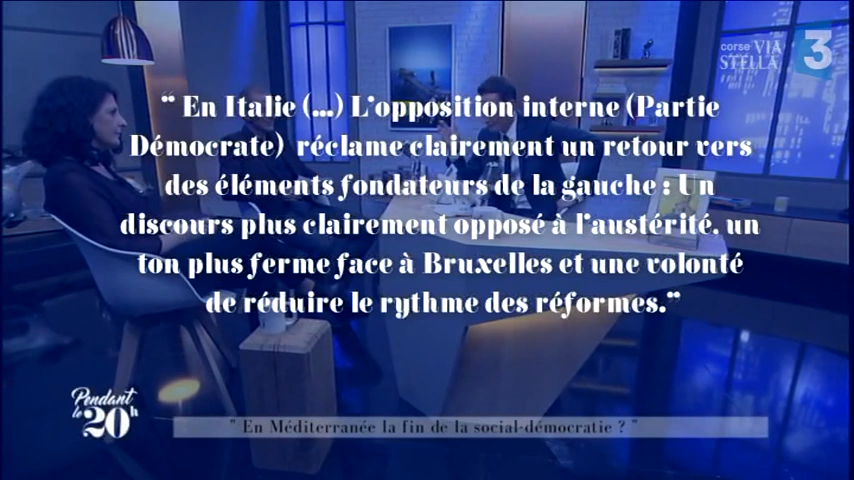 corse VIA
STELLA 3
“ En Italie (...) L'opposition interne (Partie
Démocrate) réclame clairement un retour vers
des éléments fondateurs de la gauche : Un
discours plus clairement opposé à l'austérité. un
ton plus ferme face à Bruxelles et une volonté
de réduire le rythme des réformes.“
Pendant
le 20h
" En Méditerranée la fin de la social-démocratie ? "